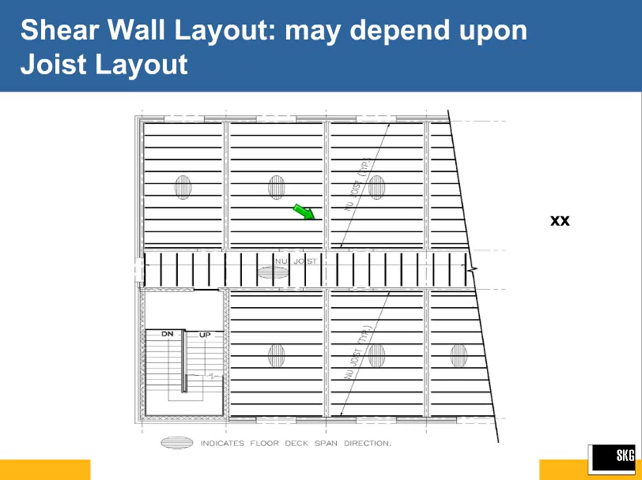 Shear Wall Layout: may depend upon
Joist Layout
NU JOIST (TYP.)
xx
NU JOIST
DN
UP
NU JOIST (TYP.)
INDICATES FLOOR DECK SPAN DIRECTION.
SKG